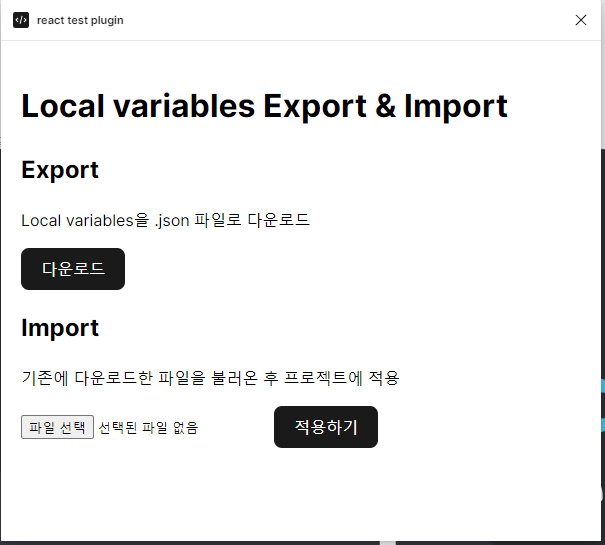 react test plugin
Local variables Export & Import
Export
Local variables을 .json 파일로 다운로드
다운로드
Import
기존에 다운로드한 파일을 불러온 후 프로젝트에 적용
파일 선택 선택된 파일 없음
적용하기